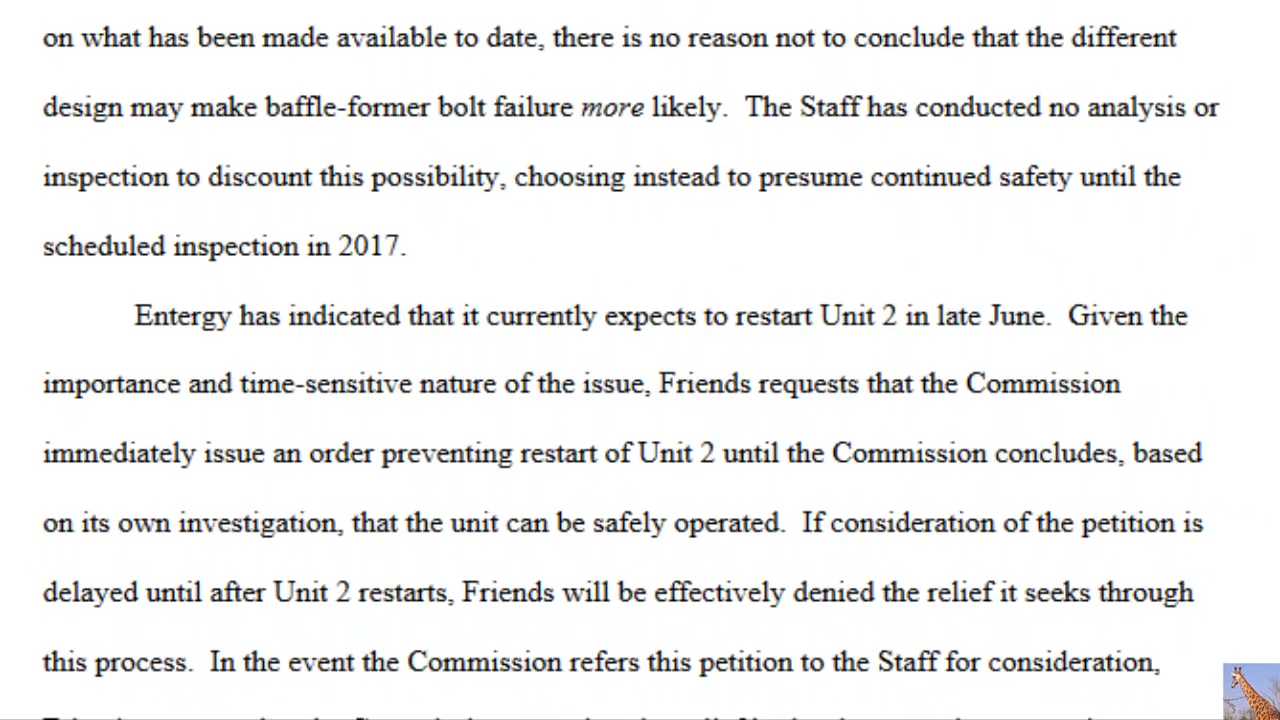 on what has been made available to date, there is no reason not to conclude that the different
design may make baffle-former bolt failure more likely.  The Staff has conducted no analysis or
inspection to discount this possibility, choosing instead to presume continued safety until the
scheduled inspection in 2017.
Entergy has indicated that it currently expects to restart Unit 2 in late June.  Given the
importance and time-sensitive nature of the issue, Friends requests that the Commission
immediately issue an order preventing restart of Unit 2 until the Commission concludes, based
on its own investigation, that the unit can be safely operated.  If consideration of the petition is
delayed until after Unit 2 restarts, Friends will be effectively denied the relief it seeks through
this process.  In the event the Commission refers this petition to the Staff for consideration,